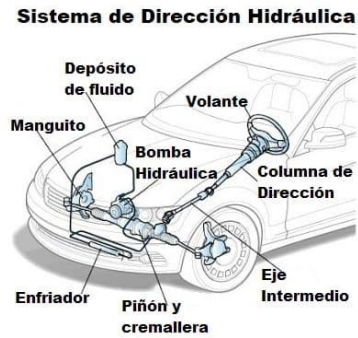 Sistema de Dirección Hidráulica
Depósito
de fluido
Volante
Manguito
Bomba
Hidráulica
Columna de
Dirección
Eje
Intermedio
Enfriador
Piñón y
cremallera